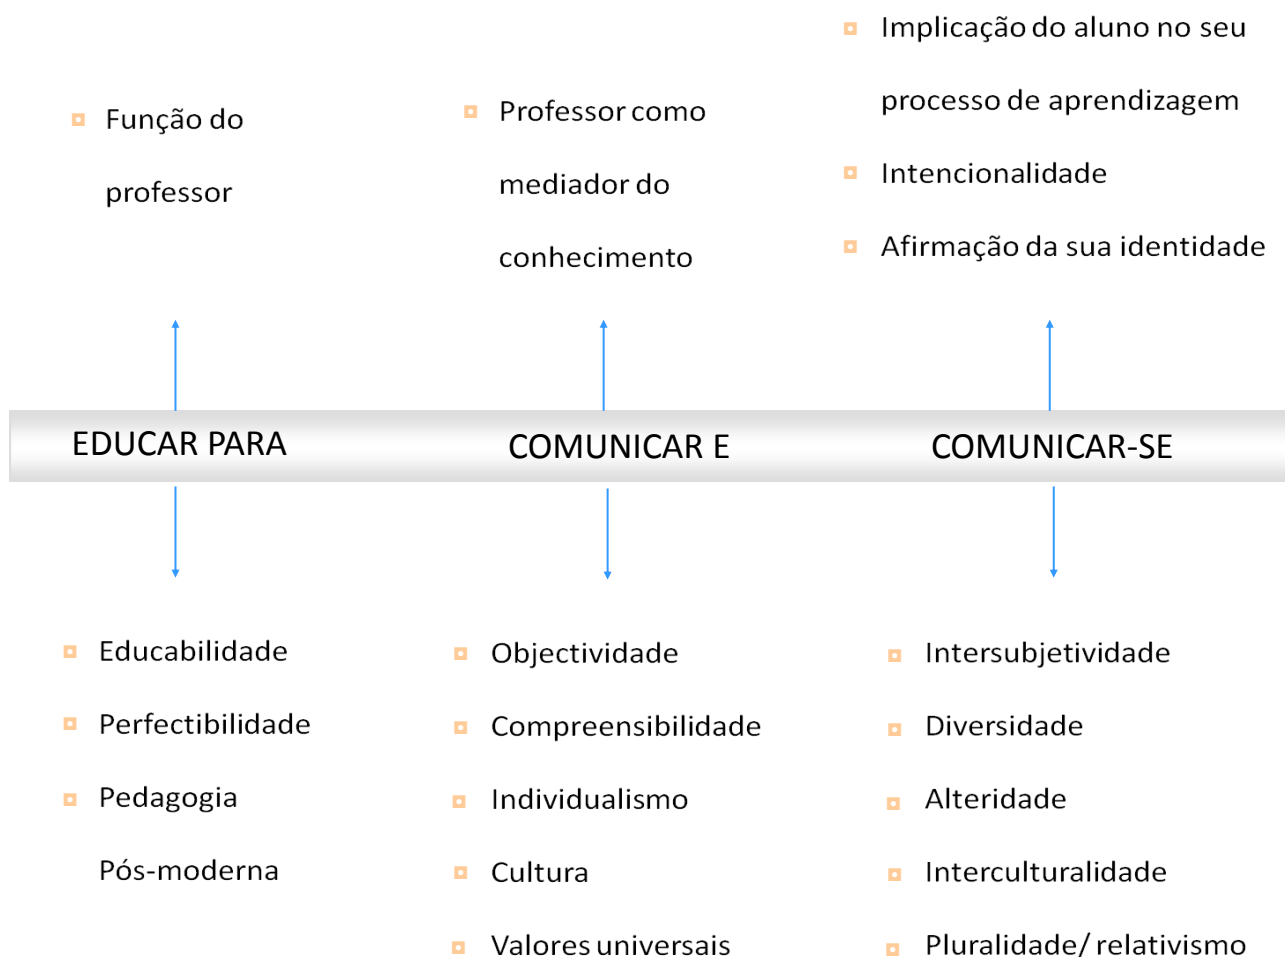 Função do
professor
Professor como
mediador do
conhecimento
Implicação do aluno no seu
processo de aprendizagem
Intencionalidade
Afirmação da sua identidade
EDUCAR PARA
COMUNICAR E
COMUNICAR-SE
Educabilidade
Perfectibilidade
Pedagogia
Pós-moderna
Objectividade
Compreensibilidade
Individualismo
Cultura
Valores universais
Intersubjetividade
Diversidade
Alteridade
Interculturalidade
Pluralidade/ relativismo